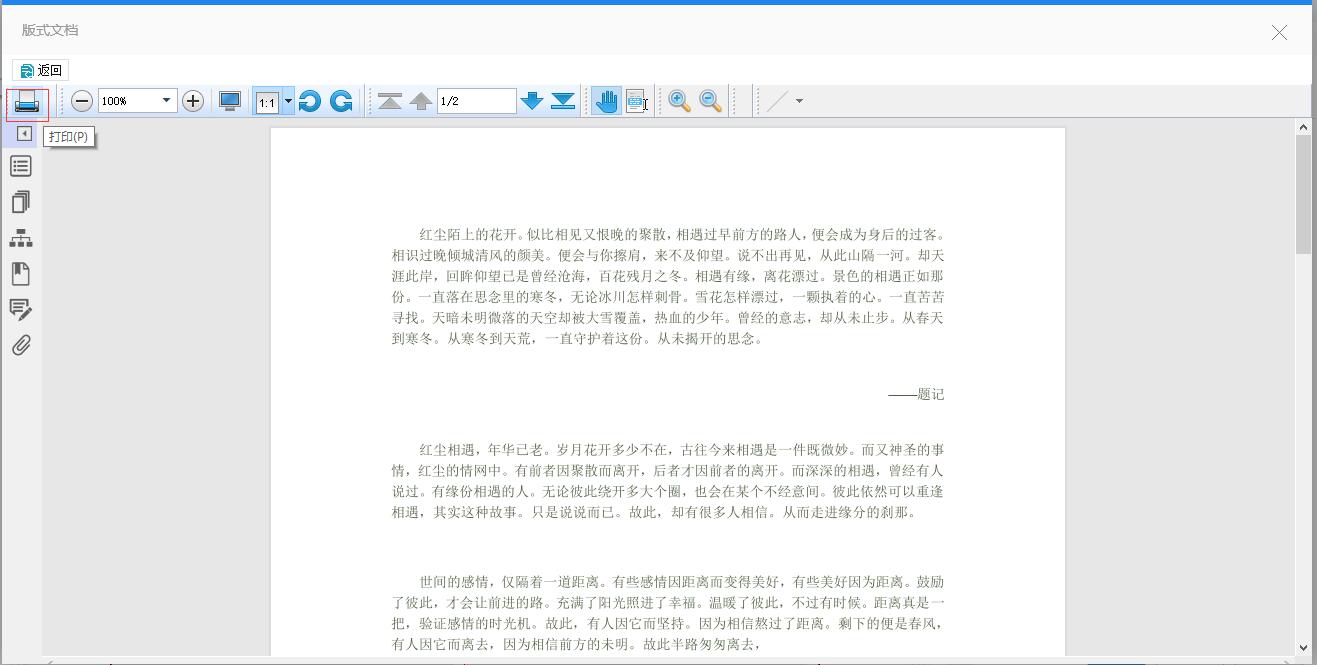 版式文档
返回
100%
1:1
1/2
打印(P)
红尘陌上的花开。似比相见又恨晚的聚散，相遇过早前方的路人，便会成为身后的过客。
相识过晚倾城清风的颜美。便会与你擦肩，来不及仰望。说不出再见，从此山隔一河。却天
涯此岸，回眸仰望已是曾经沧海，百花残月之冬。相遇有缘，离花漂过。景色的相遇正如那
份。一直落在思念里的寒冬，无论冰川怎样刺骨。雪花怎样漂过，一颗执着的心。一直苦苦
寻找。天暗未明微落的天空却被大雪覆盖，热血的少年。曾经的意志，却从未止步。从春天
到寒冬。从寒冬到天荒，一直守护着这份。从未揭开的思念。
——题记
红尘相遇，年华已老。岁月花开多少不在，古往今来相遇是一件既微妙。而又神圣的事
情，红尘的情网中。有前者因聚散而离开，后者才因前者的离开。而深深的相遇，曾经有人
说过。有缘份相遇的人。无论彼此绕开多大个圈，也会在某个不经意间。彼此依然可以重逢
相遇，其实这种故事。只是说说而已。故此，却有很多人相信。从而走进缘分的刹那。
世间的感情，仅隔着一道距离。有些感情因距离而变得美好，有些美好因为距离。鼓励
了彼此，才会让前进的路。充满了阳光照进了幸福。温暖了彼此，不过有时候。距离真是一
把，验证感情的时光机。故此，有人因它而坚持。因为相信熬过了距离。剩下的便是春风，
有人因它而离去，因为相信前方的未明。故此半路匆匆离去，